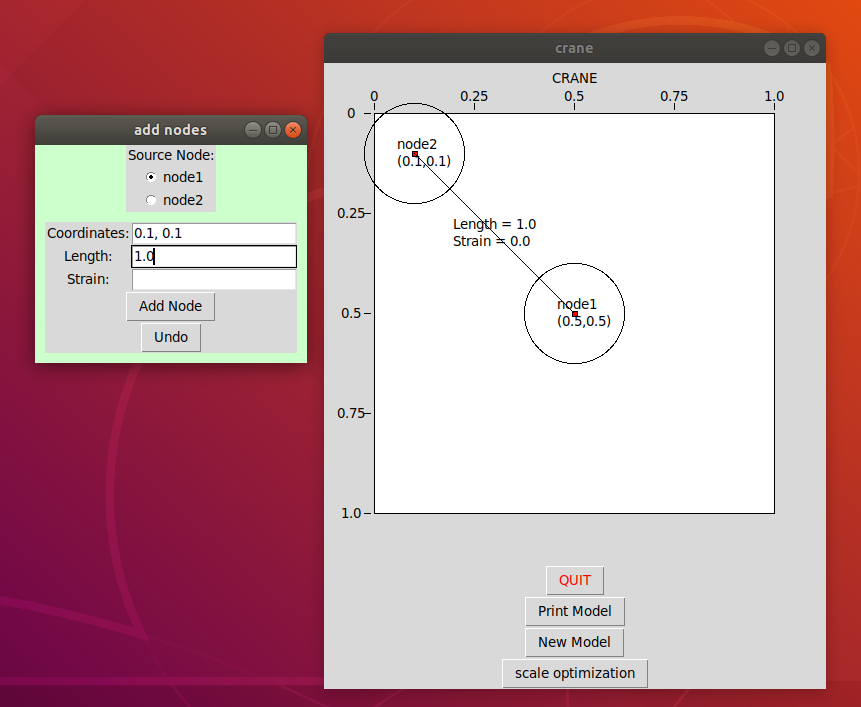 add nodes
Source Node:
node1
node2
Coordinates: 0.1, 0.1
Length: 1.0
Strain:
Add Node
Undo
crane
CRANE
0 0.25 0.5 0.75 1.0
0
node2
(0.1,0.1)
0.25
Length = 1.0
Strain = 0.0
node1
0.5
(0.5,0.5)
0.75
1.0
QUIT
Print Model
New Model
scale optimization